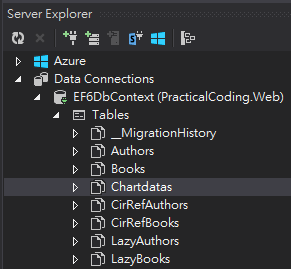 Server Explorer
Azure
Data Connections
EF6DbContext (PracticalCoding.Web)
Tables
__MigrationHistory
Authors
Books
Chartdatas
CirRefAuthors
CirRefBooks
LazyAuthors
LazyBooks